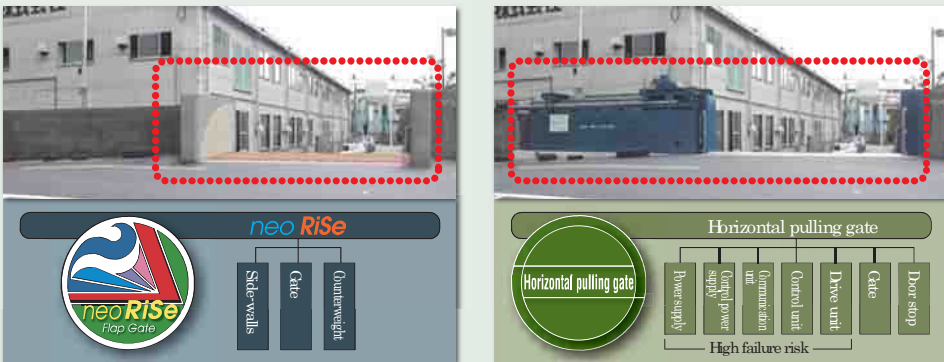 neo RiSe
neo RiSe
Flap Gate
Side-walls
Gate
Counterweight
Horizontal pulling gate
Horizontal pulling gate
Power supply
Control power
supply
Communication
unit
Control unit
Drive unit
Gate
Door stop
High failure risk